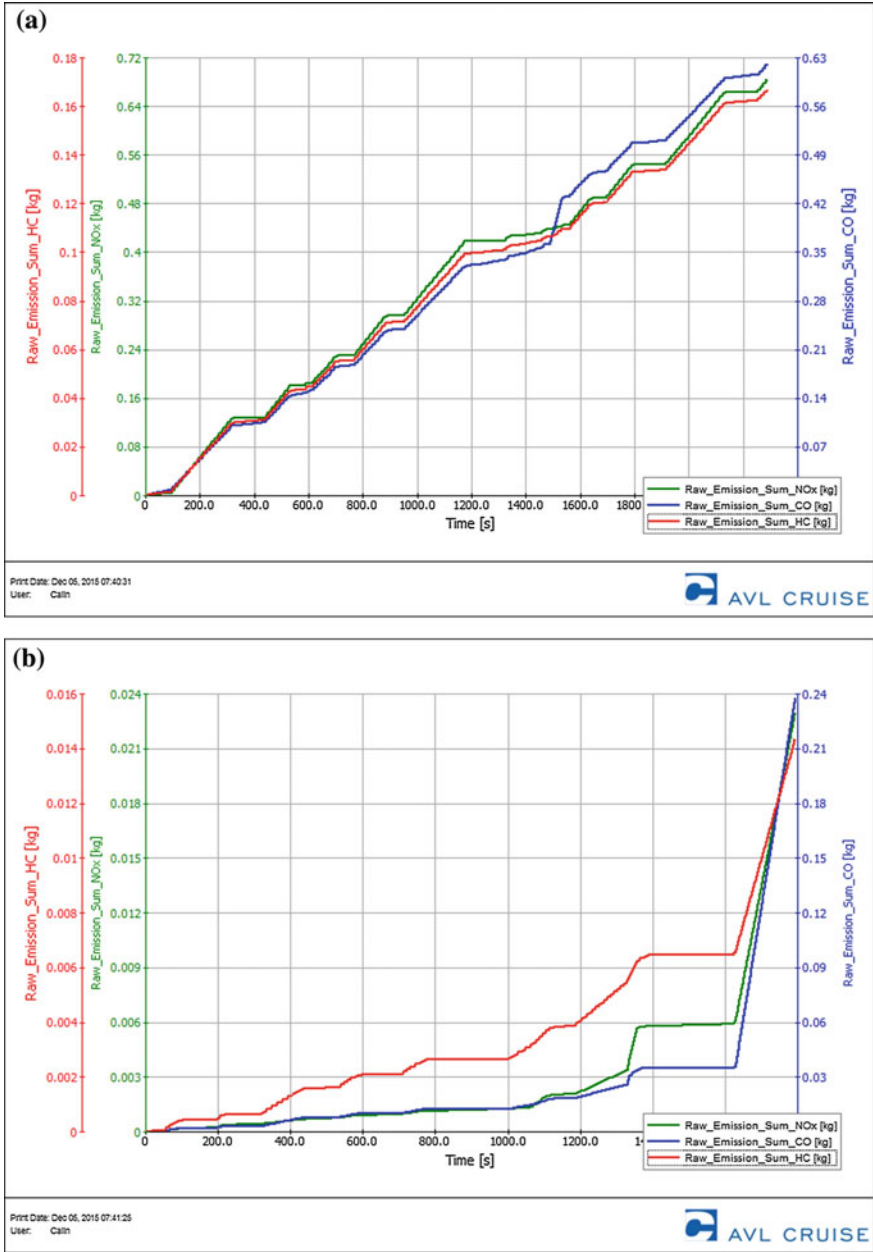 (a)
0.18 0.72 0.63
0.16 0.64 0.56
0.14 0.56 0.49
0.12 0.48 0.42
0.1 0.4 0.35
0.08 0.32 0.28
0.06 0.24 0.21
0.04 0.16 0.14
0.02 0.08 0.07
0 0
Raw_Emission_Sum_HC [kg]
Raw_Emission_Sum_NOx [kg]
Raw_Emission_Sum_CO [kg]
0 200.0 400.0 600.0 800.0 1000.0 1200.0 1400.0 1600.0
Time [s]
Raw_Emission_Sum_NOx [kg]
Raw_Emission_Sum_CO [kg]
Raw_Emission_Sum_HC [kg]
Print Date: Dec 05, 2015 07:40:31
User: Calin
AVL CRUISE
(b)
0.016 0.024 0.24
0.014 0.021 0.21
0.012 0.018 0.18
0.01 0.015 0.15
0.008 0.012 0.12
0.006 0.009 0.09
0.004 0.006 0.06
0.002 0.003 0.03
0 0
Raw_Emission_Sum_HC [kg]
Raw_Emission_Sum_NOx [kg]
Raw_Emission_Sum_CO [kg]
0 200.0 400.0 600.0 800.0 1000.0 1200.0
Time [s]
Raw_Emission_Sum_NOx [kg]
Raw_Emission_Sum_CO [kg]
Raw_Emission_Sum_HC [kg]
Print Date: Dec 05, 2015 07:41:25
User: Calin
AVL CRUISE